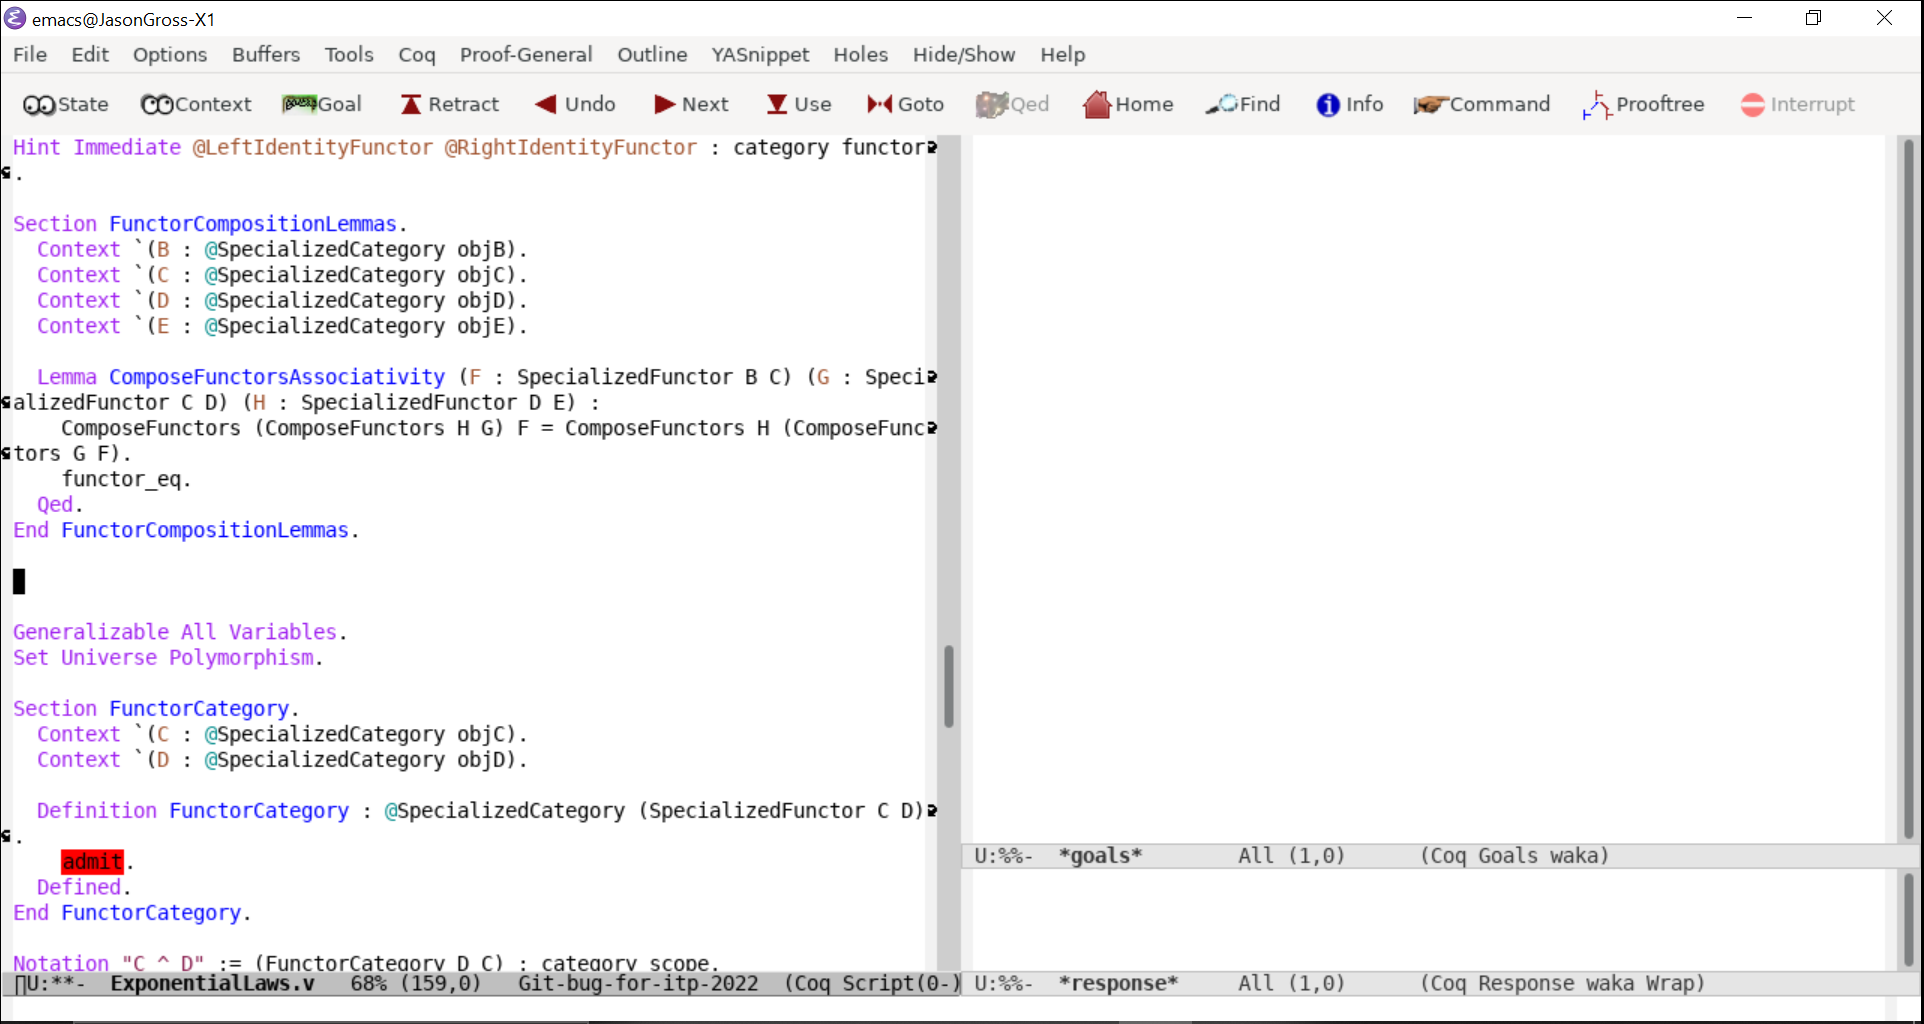 emacs@JasonGross-X1
File Edit Options Buffers Tools Coq Proof-General Outline YASnippet Holes Hide/Show Help
State Context Goal Retract Undo Next Use Goto Qed Home Find Info Command Prooftree Interrupt
Hint Immediate @LeftIdentityFunctor @RightIdentityFunctor : category functor
.
Section FunctorCompositionLemmas.
  Context `(B : @SpecializedCategory objB).
  Context `(C : @SpecializedCategory objC).
  Context `(D : @SpecializedCategory objD).
  Context `(E : @SpecializedCategory objE).
  Lemma ComposeFunctorsAssociativity (F : SpecializedFunctor B C) (G : Speci
alizedFunctor C D) (H : SpecializedFunctor D E) :
    ComposeFunctors (ComposeFunctors H G) F = ComposeFunctors H (ComposeFunc
tors G F).
    functor_eq.
  Qed.
End FunctorCompositionLemmas.
Generalizable All Variables.
Set Universe Polymorphism.
Section FunctorCategory.
  Context `(C : @SpecializedCategory objC).
  Context `(D : @SpecializedCategory objD).
  Definition FunctorCategory : @SpecializedCategory (SpecializedFunctor C D)
.
    admit.
  Defined.
End FunctorCategory.
Notation "C ^ D" := (FunctorCategory D C) : category_scope.
U:**-  ExponentialLaws.v   68% (159,0)   Git-bug-for-itp-2022  (Coq Script(0-)
U:%%-  *goals*        All (1,0)      (Coq Goals waka)
U:%%-  *response*     All (1,0)      (Coq Response waka Wrap)